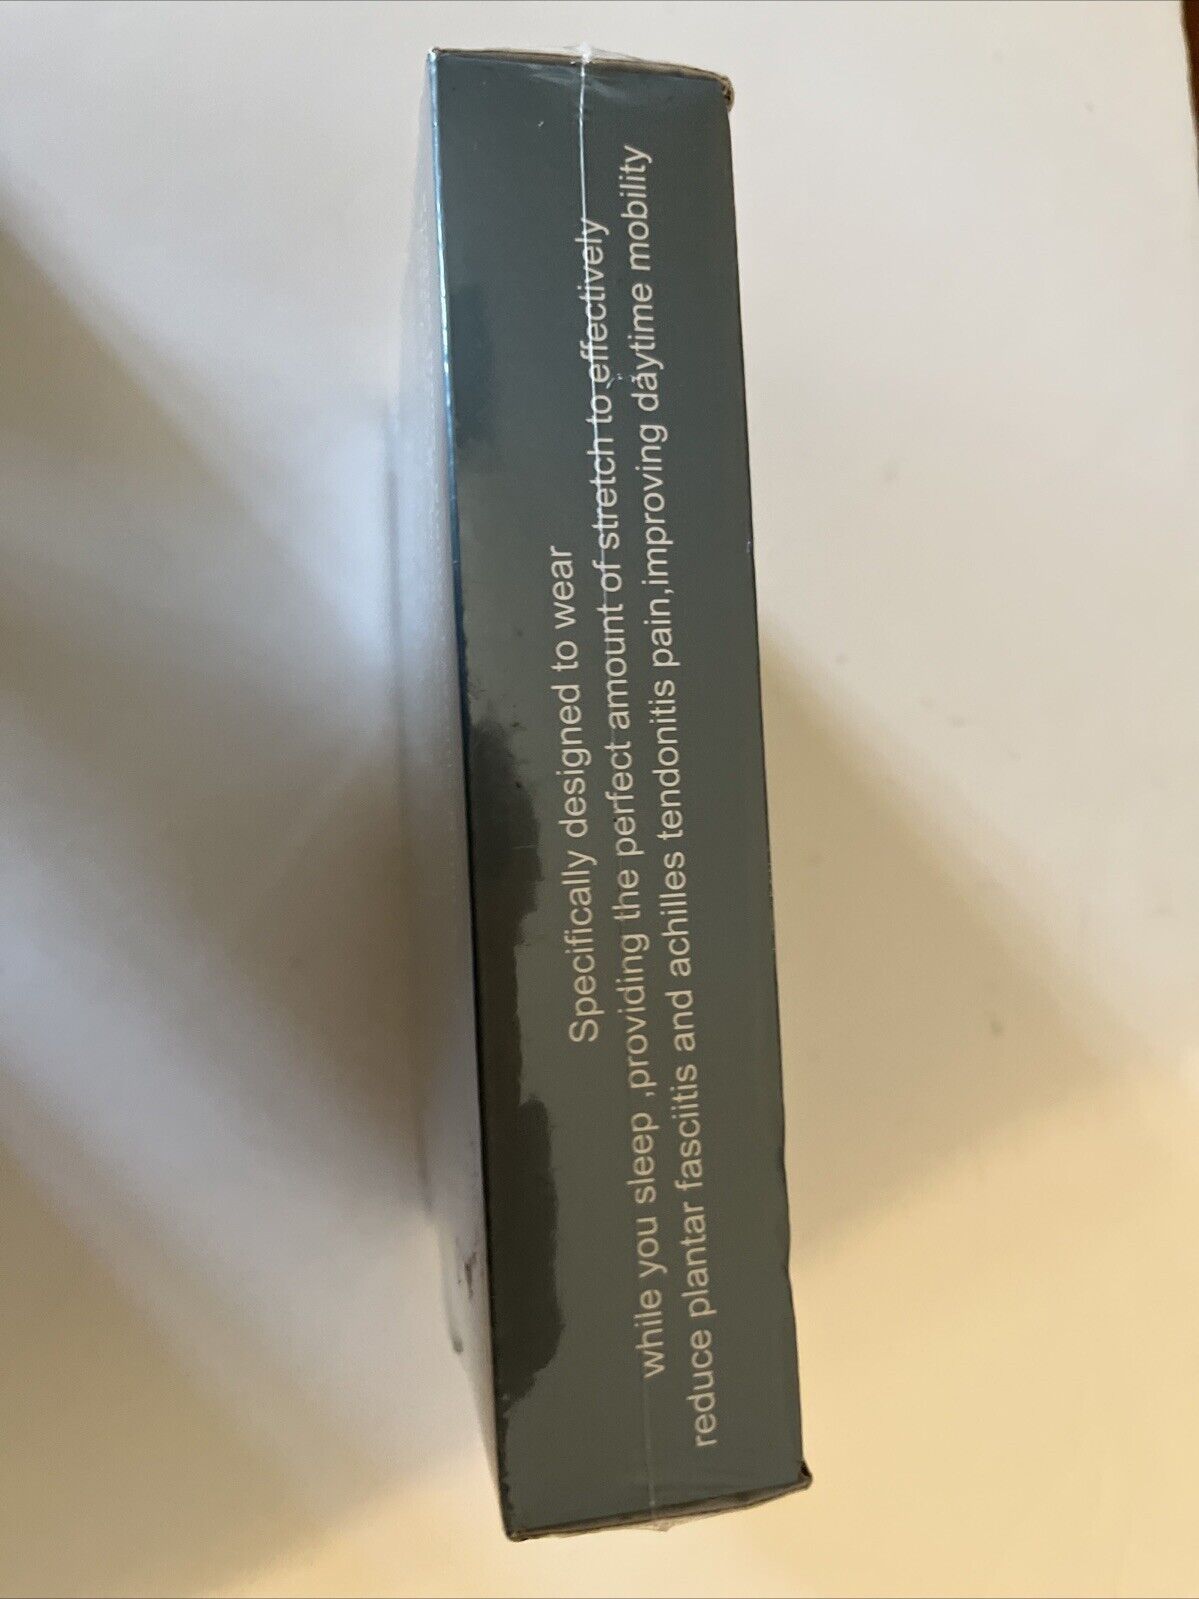 Specifically designed to wear
while you sleep ,providing the perfect amount of stretch to effectively
reduce plantar fasciitis and achilles tendonitis pain,improving daytime mobility